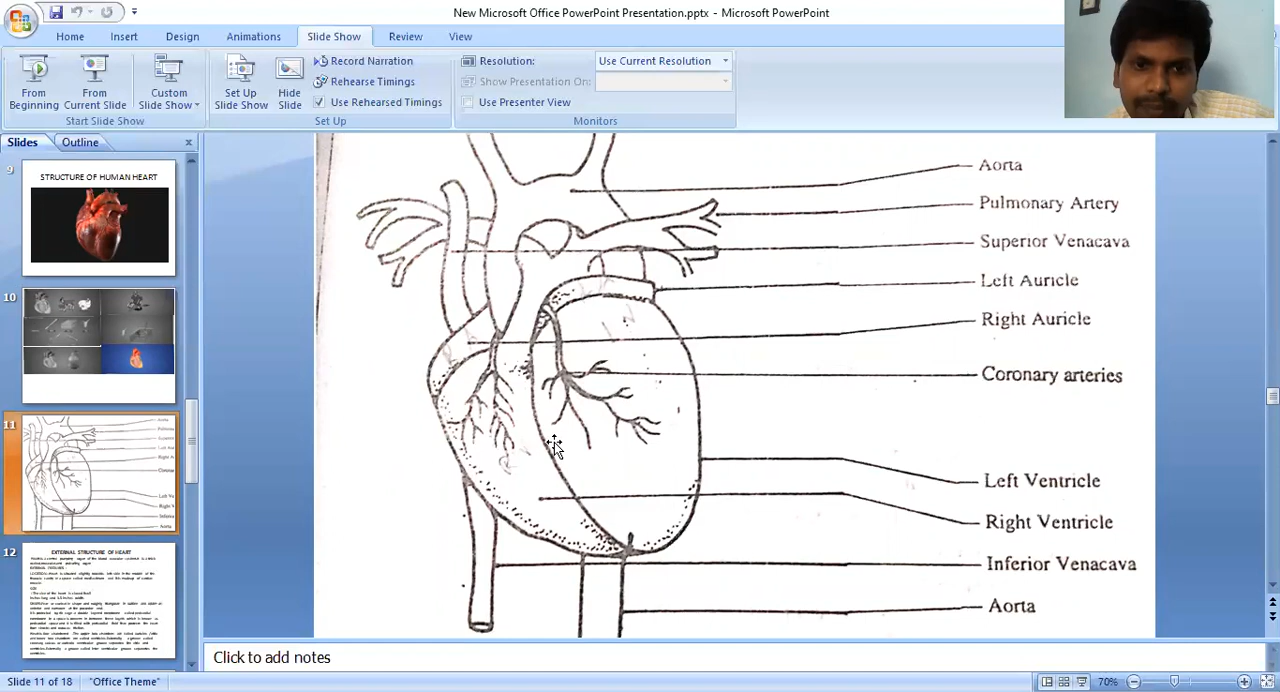 New Microsoft Office PowerPoint Presentation.pptx - Microsoft PowerPoint
Home Insert Design Animations Slide Show Review View
From Beginning
From Current Slide
Custom Slide Show
Set Up Slide Show
Hide Slide
Record Narration
Rehearse Timings
Use Rehearsed Timings
Resolution: Use Current Resolution
Show Presentation On:
Use Presenter View
Start Slide Show
Set Up
Monitors
Slides Outline
9
STRUCTURE OF HUMAN HEART
10
11
12
EXTERNAL STRUCTURE OF HEART
Aorta
Pulmonary Artery
Superior Venacava
Left Auricle
Right Auricle
Coronary arteries
Left Ventricle
Right Ventricle
Inferior Venacava
Aorta
Click to add notes
Slide 11 of 18 "Office Theme" 70%